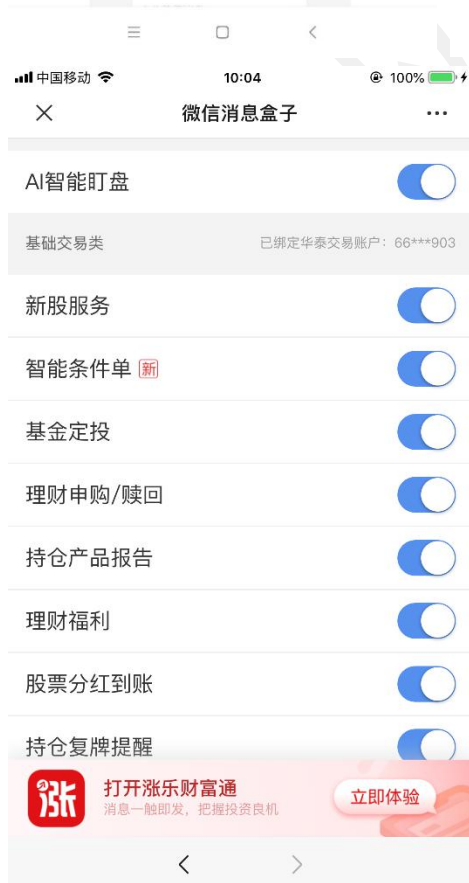 中国移动 10:04 100%
微信消息盒子
AI智能盯盘
基础交易类 已绑定华泰交易账户：66***903
新股服务
智能条件单 新
基金定投
理财申购/赎回
持仓产品报告
理财福利
股票分红到账
持仓复牌提醒
涨 打开涨乐财富通
消息一触即发，把握投资良机
立即体验